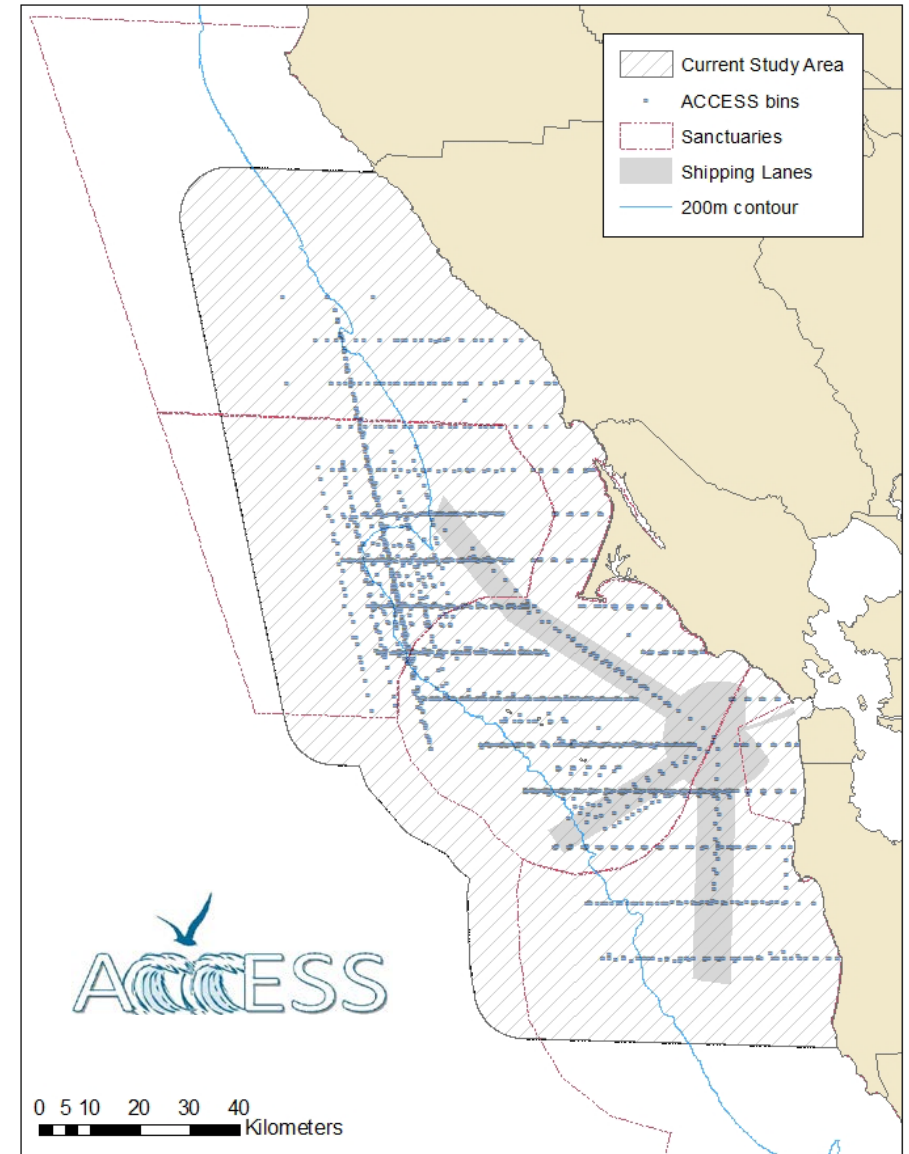 Current Study Area
ACCESS bins
Sanctuaries
Shipping Lanes
200m contour
ACCESS
0 5 10 20 30 40
Kilometers